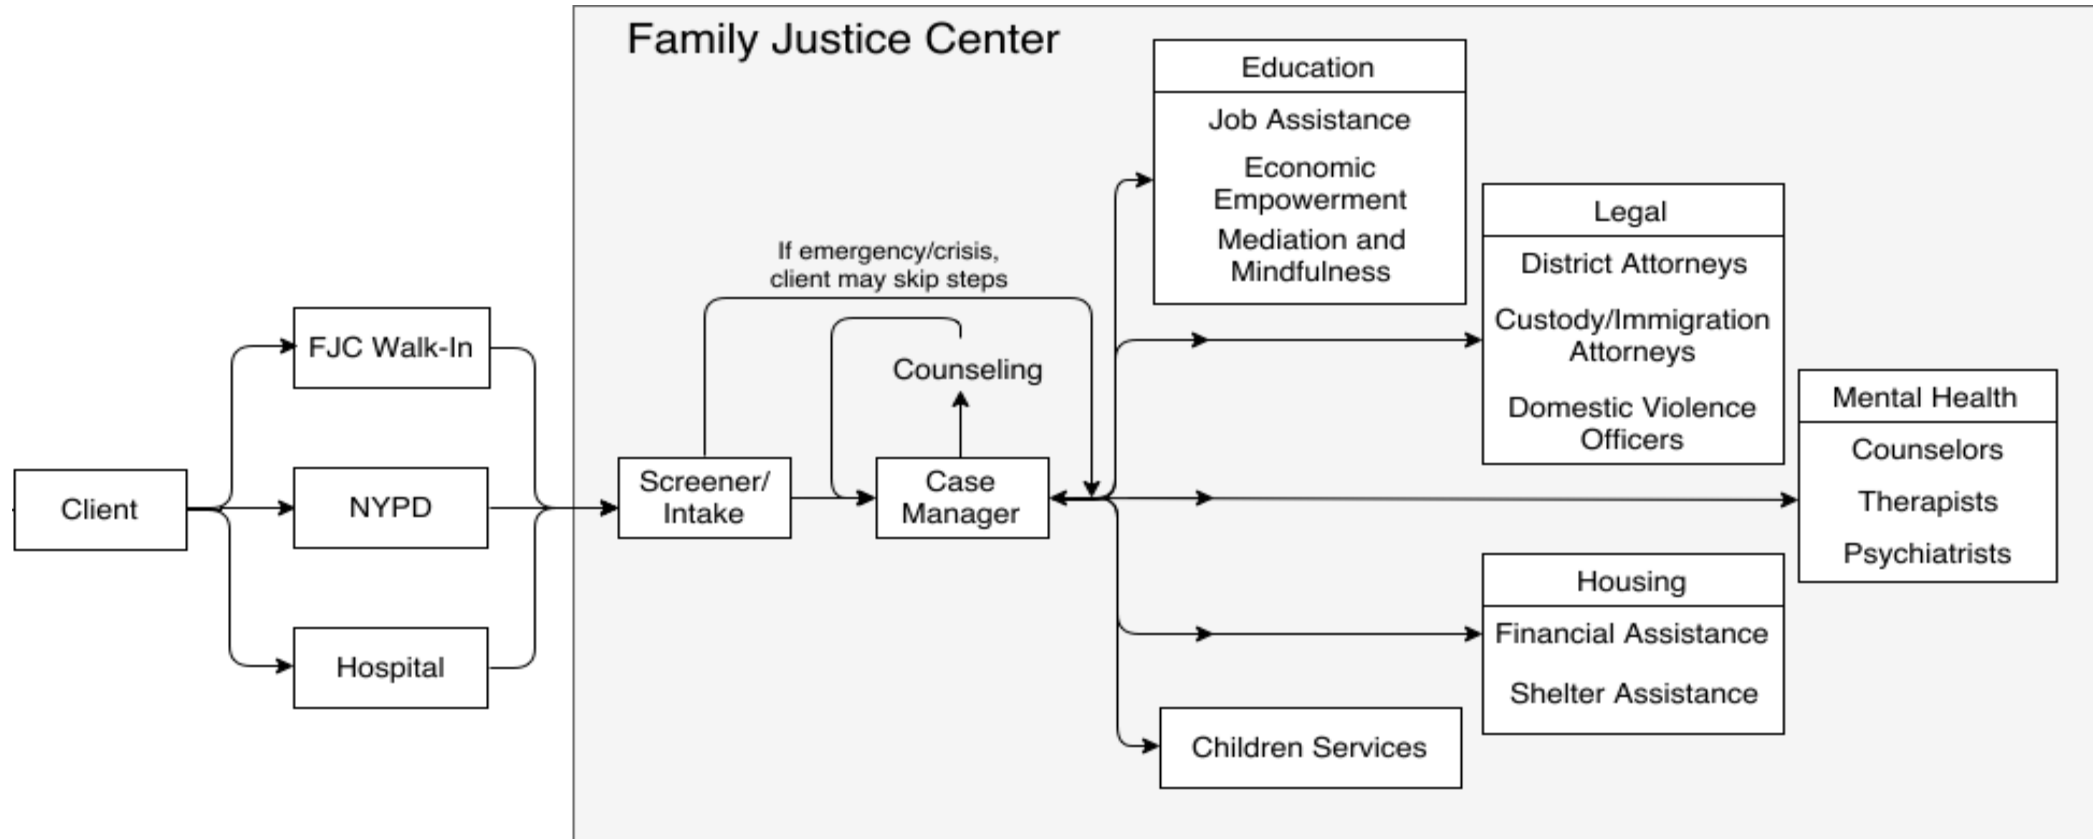 Family Justice Center
Education
Job Assistance
Economic
Empowerment
Mediation and
Mindfulness
Legal
District Attorneys
Custody/Immigration
Attorneys
Domestic Violence
Officers
If emergency/crisis,
client may skip steps
FJC Walk-In
Counseling
Mental Health
Counselors
Therapists
Psychiatrists
Client
NYPD
Screener/
Intake
Case
Manager
Housing
Financial Assistance
Shelter Assistance
Hospital
Children Services